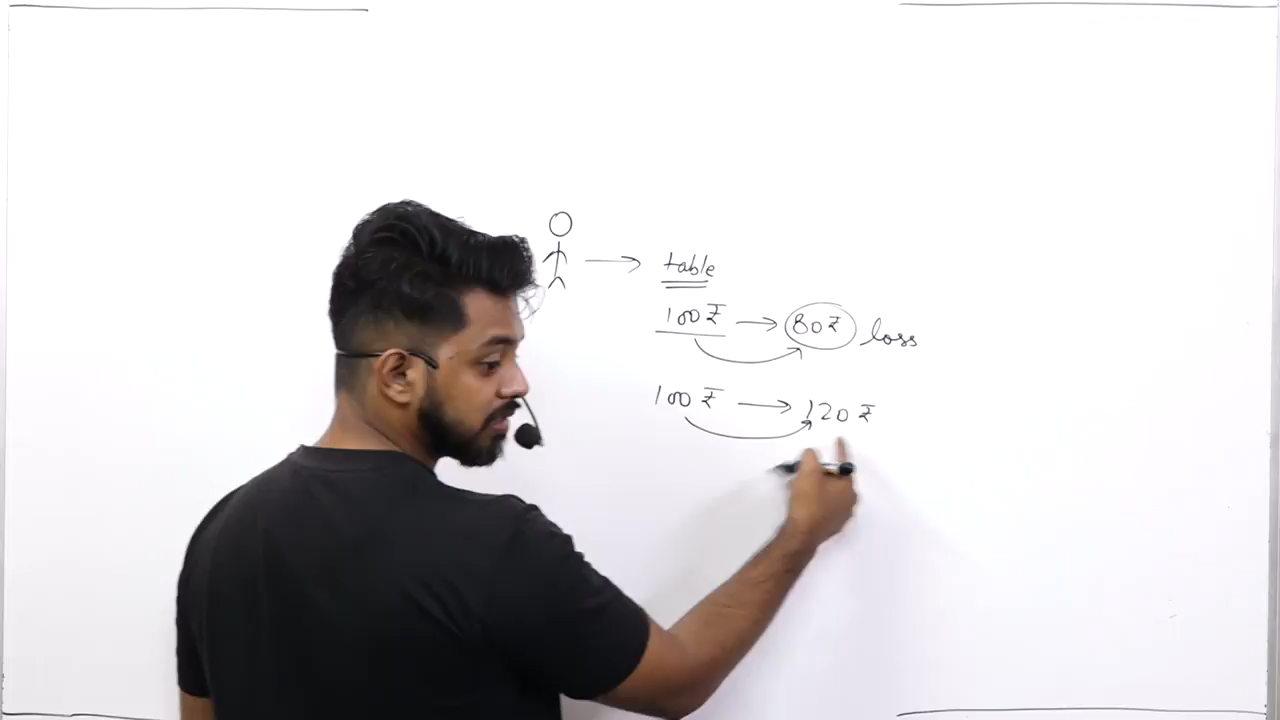 table
100 ₹ → 80 ₹ loss
100 ₹ → 120 ₹